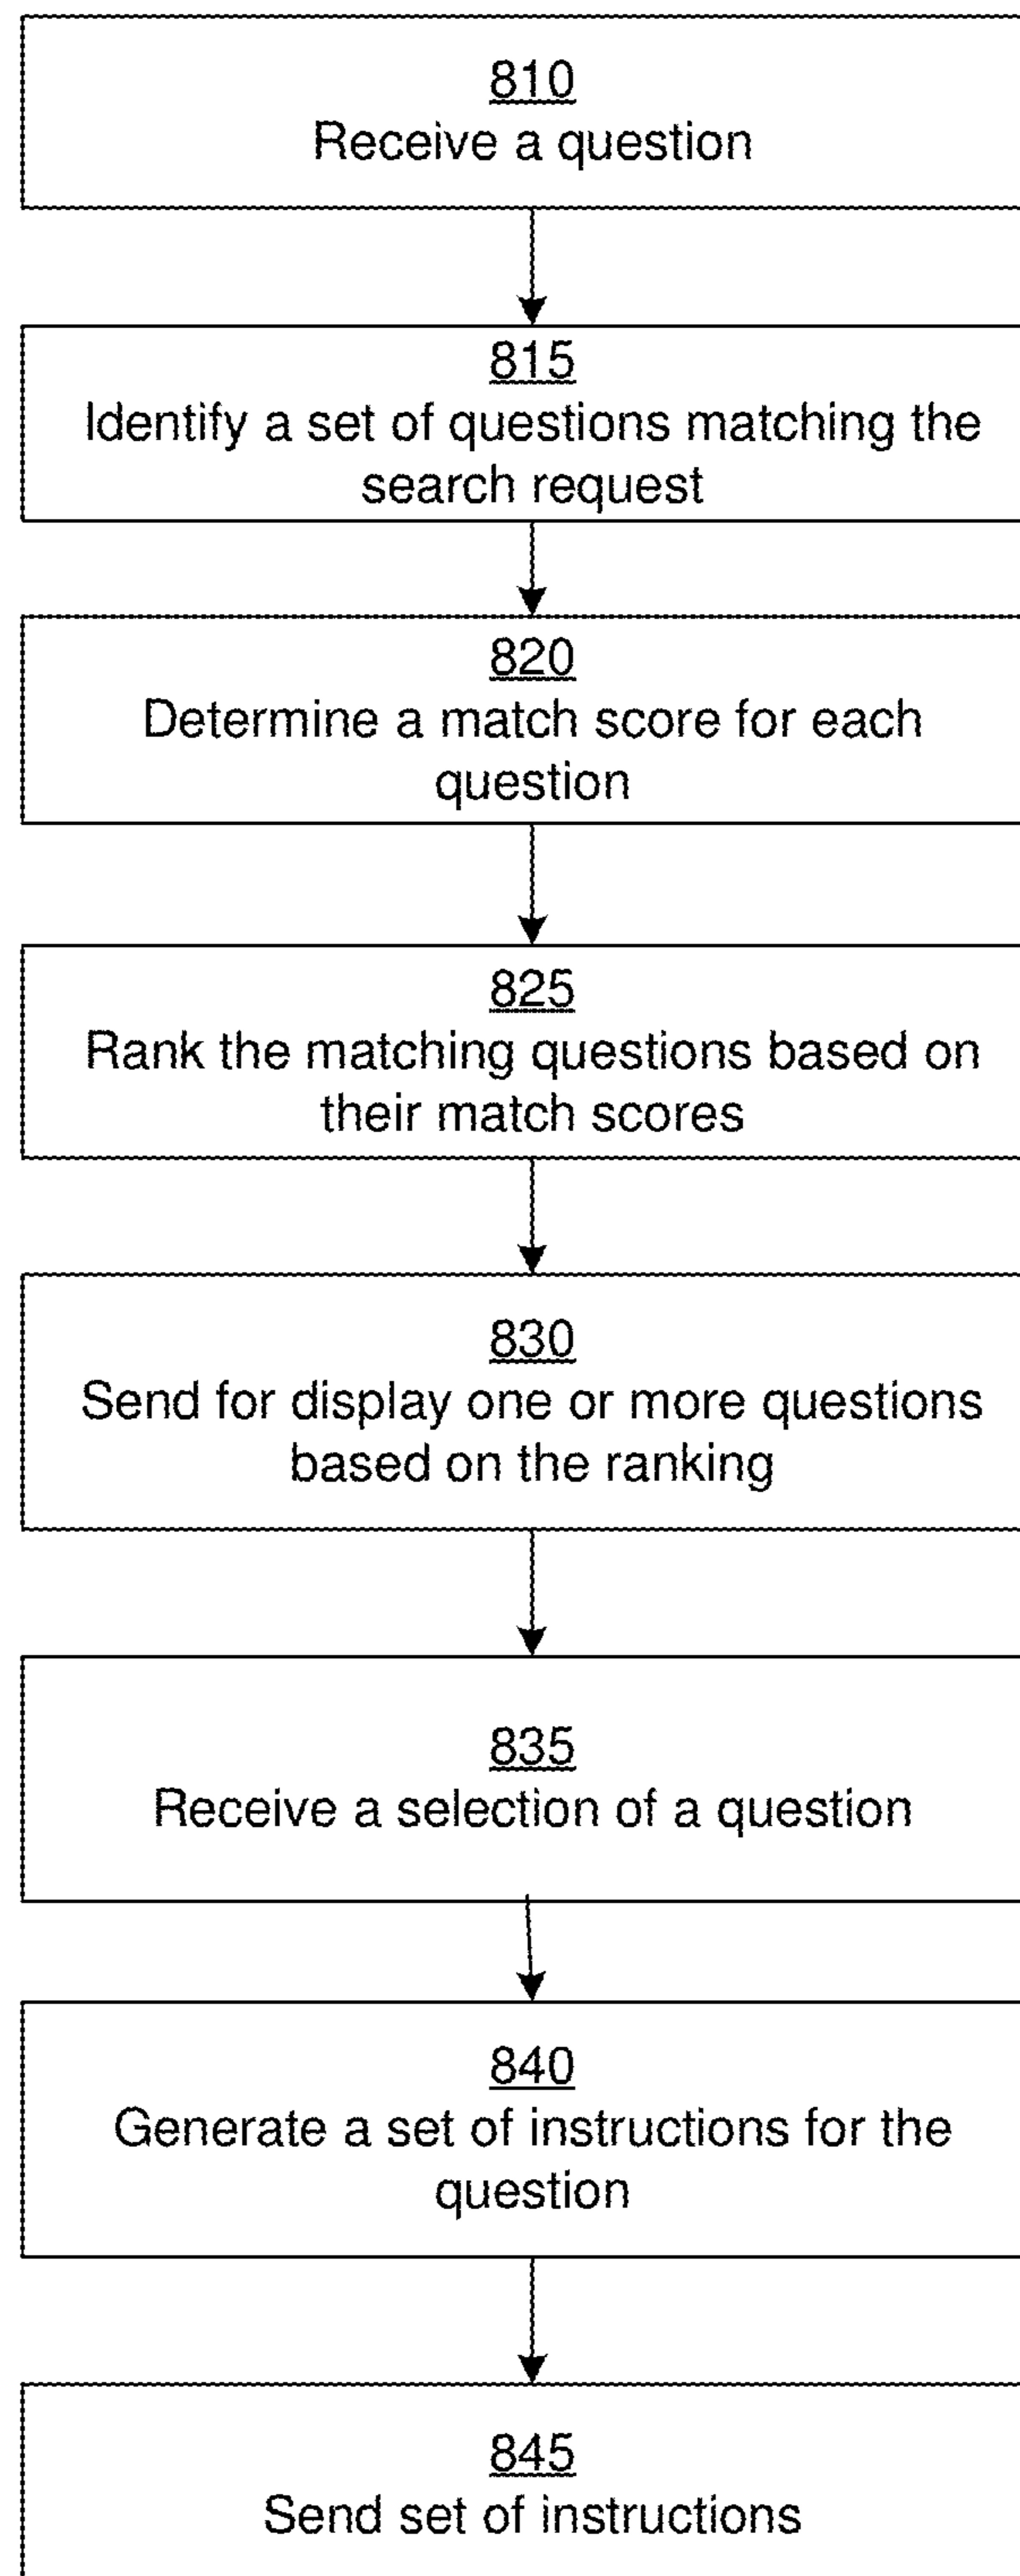 810
Receive a question
815
Identify a set of questions matching the
search request
820
Determine a match score for each
question
825
Rank the matching questions based on
their match scores
830
Send for display one or more questions
based on the ranking
835
Receive a selection of a question
840
Generate a set of instructions for the
question
845
Send set of instructions